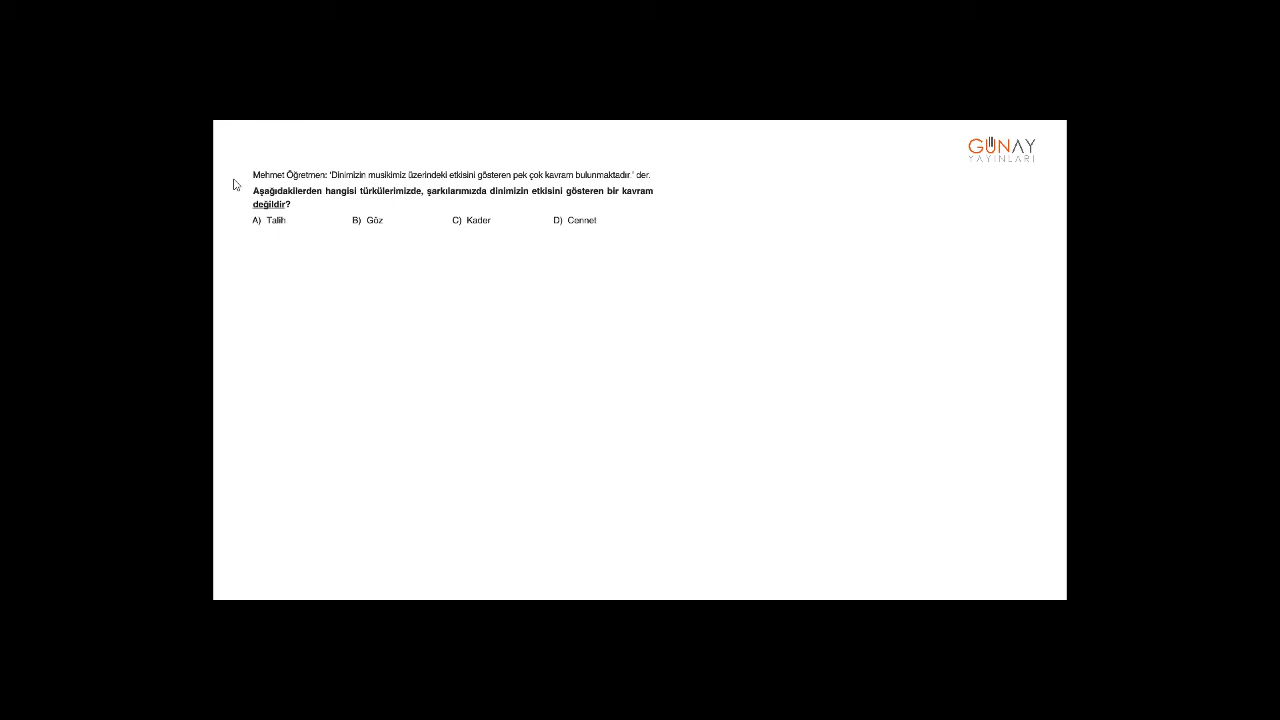 GÜNAY
YAYINLARI
Mehmet Öğretmen: 'Dinimizin musikimiz üzerindeki etkisini gösteren pek çok kavram bulunmaktadır.' der.
Aşağıdakilerden hangisi türkülerimizde, şarkılarımızda dinimizin etkisini gösteren bir kavram
değildir?
A) Talih B) Göz C) Kader D) Cennet